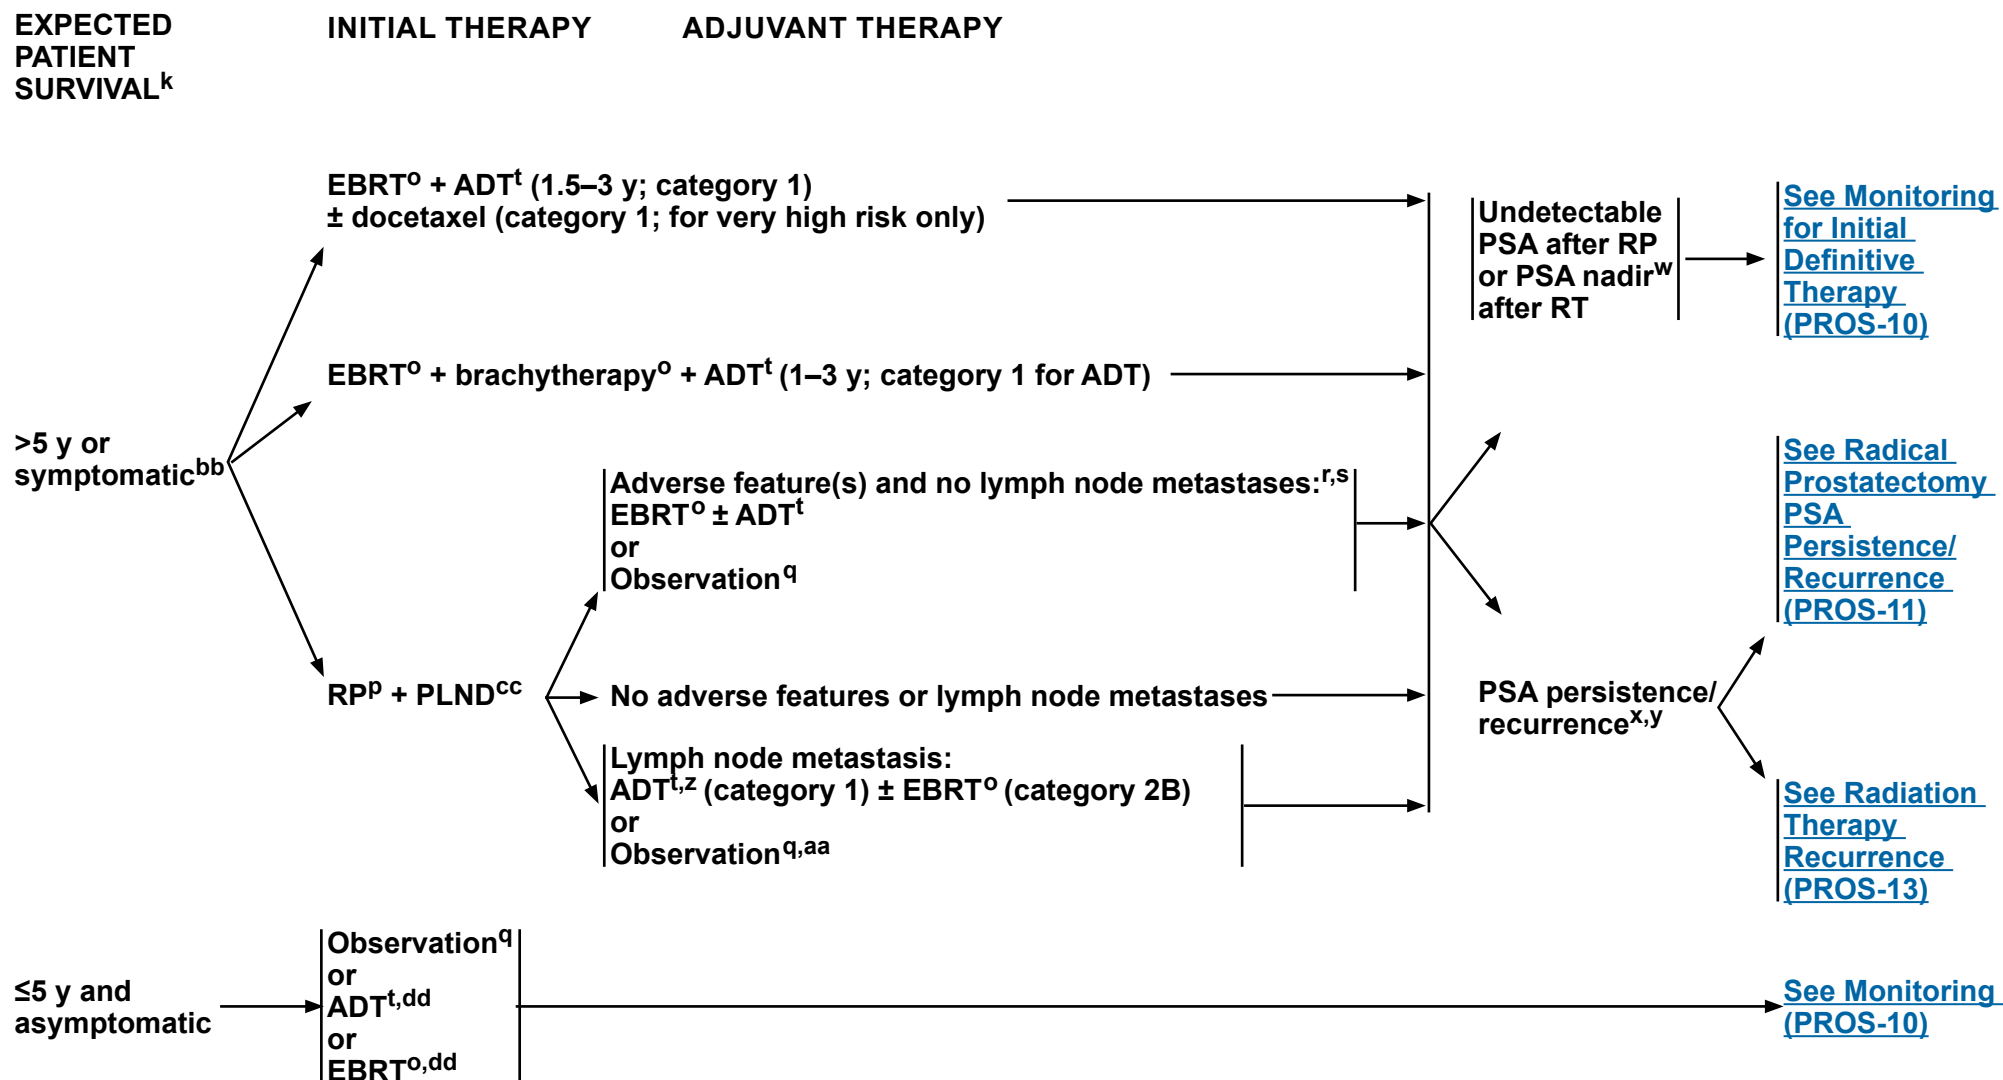 EXPECTED
PATIENT
SURVIVALk
INITIAL THERAPY
ADJUVANT THERAPY
EBRTo + ADTt (1.5–3 y; category 1)
± docetaxel (category 1; for very high risk only)
Undetectable
PSA after RP
or PSA nadirw
after RT
See Monitoring
for Initial
Definitive
Therapy
(PROS-10)
EBRTo + brachytherapyo + ADTt (1–3 y; category 1 for ADT)
>5 y or
symptomaticbb
Adverse feature(s) and no lymph node metastases:r,s
EBRTo ± ADTt
or
Observationq
See Radical
Prostatectomy
PSA
Persistence/
Recurrence
(PROS-11)
RPp + PLNDcc
No adverse features or lymph node metastases
PSA persistence/
recurrencex,y
Lymph node metastasis:
ADTt,z (category 1) ± EBRTo (category 2B)
or
Observationq,aa
See Radiation
Therapy
Recurrence
(PROS-13)
≤5 y and
asymptomatic
Observationq
or
ADTt,dd
or
EBRTo,dd
See Monitoring
(PROS-10)